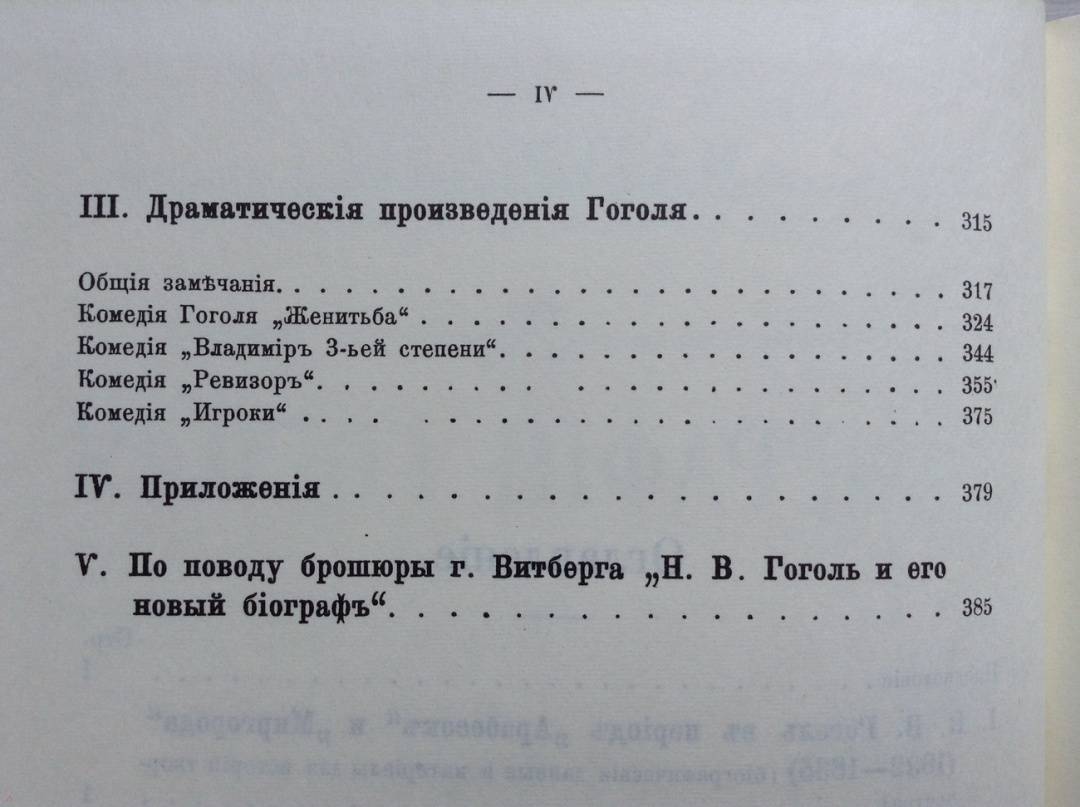 — IV —
III. Драматическія произведенія Гоголя. . . . . . . . . . 315
Общія замѣчанія. . . . . . . . . . . . . . . . . . . . . . . 317
Комедія Гоголя „Женитьба“ . . . . . . . . . . . . . . . . . . 324
Комедія „Владиміръ 3-ьей степени“. . . . . . . . . . . . . . . 344
Комедія „Ревизоръ“. . . . . . . . . . . . . . . . . . . . . 355
Комедія „Игроки“ . . . . . . . . . . . . . . . . . . . . . 375
IV. Приложенія . . . . . . . . . . . . . . . . . . 379
V. По поводу брошюры г. Витберга „Н. В. Гоголь и его
новый біографъ“. . . . . . . . . . . . . . . . . . 385